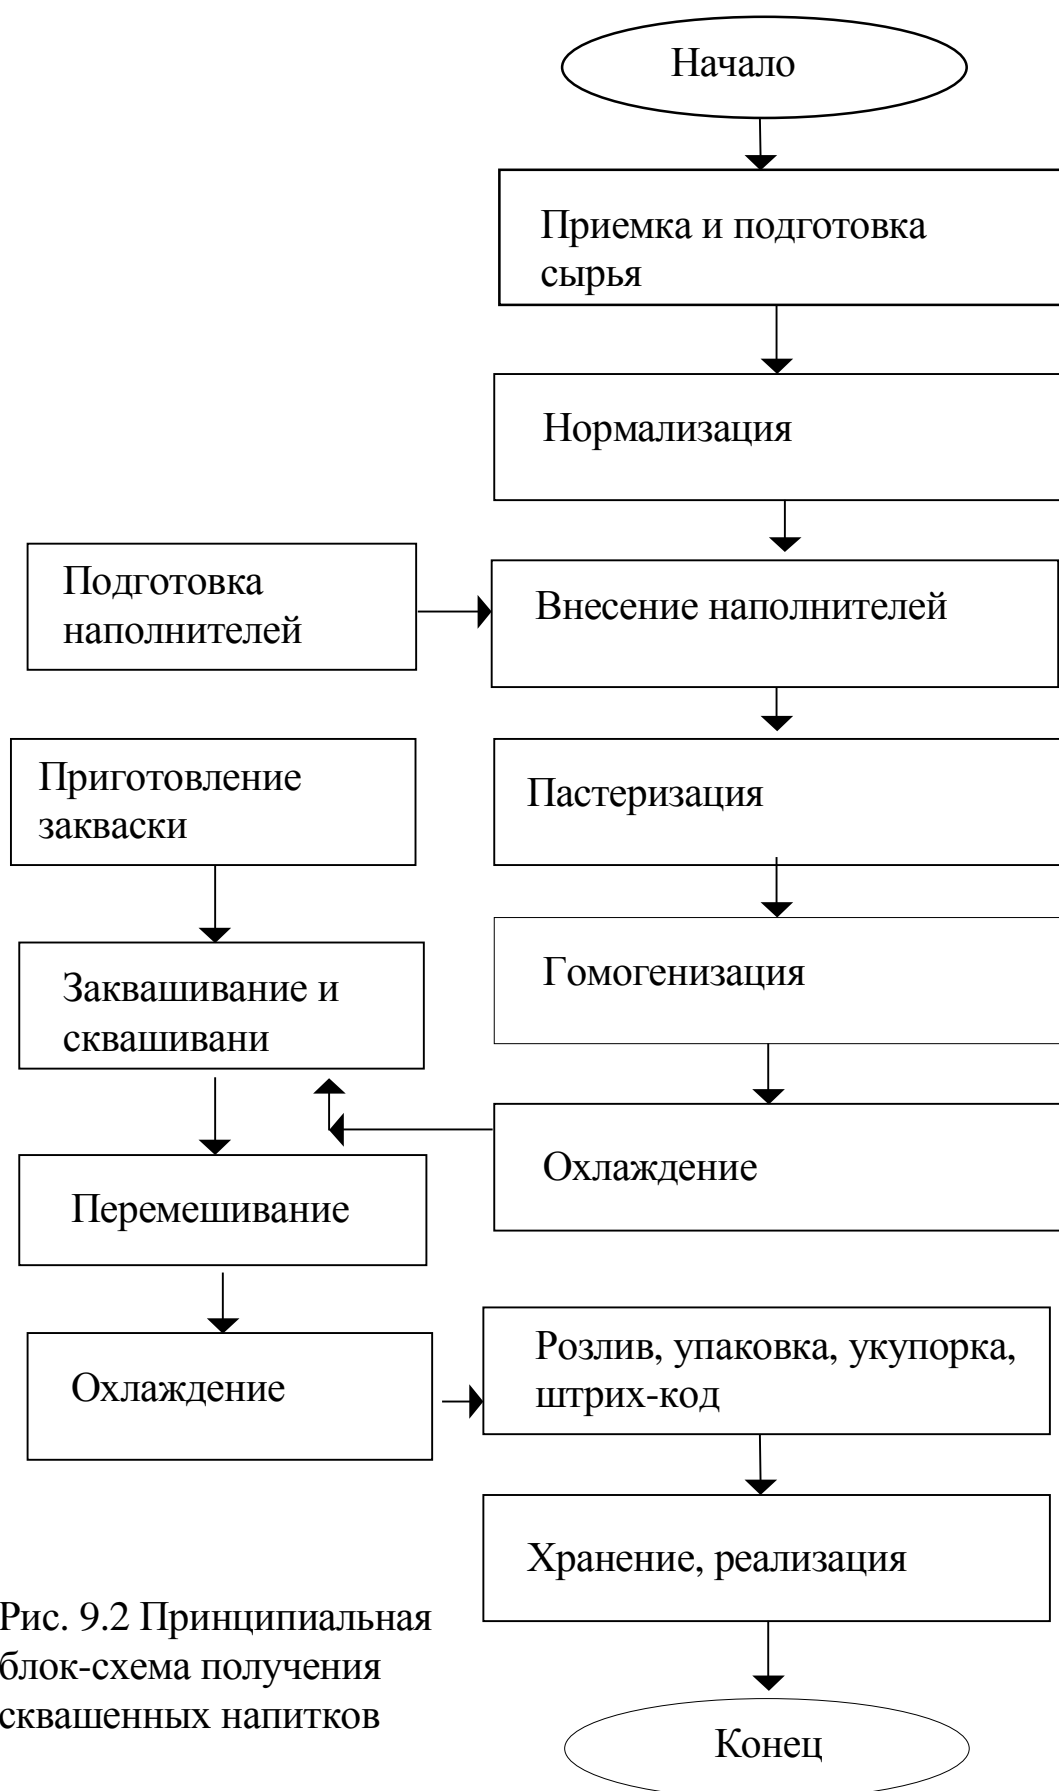 Начало
Приемка и подготовка
сырья
Нормализация
Подготовка
наполнителей
Внесение наполнителей
Приготовление
закваски
Пастеризация
Заквашивание и
сквашивани
Гомогенизация
Охлаждение
Перемешивание
Охлаждение
Розлив, упаковка, укупорка,
штрих-код
Хранение, реализация
Рис. 9.2 Принципиальная
блок-схема получения
сквашенных напитков
Конец